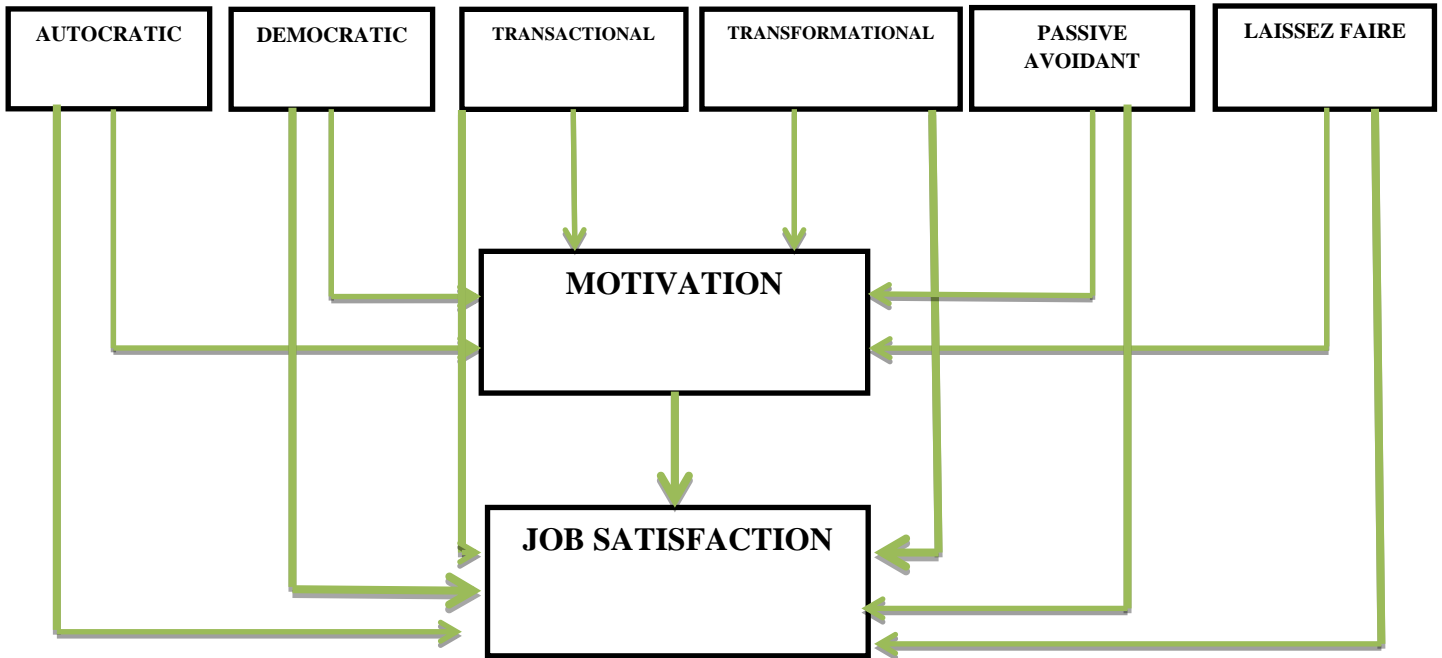 AUTOCRATIC
DEMOCRATIC
TRANSACTIONAL
TRANSFORMATIONAL
PASSIVE
AVOIDANT
LAISSEZ FAIRE
MOTIVATION
JOB SATISFACTION